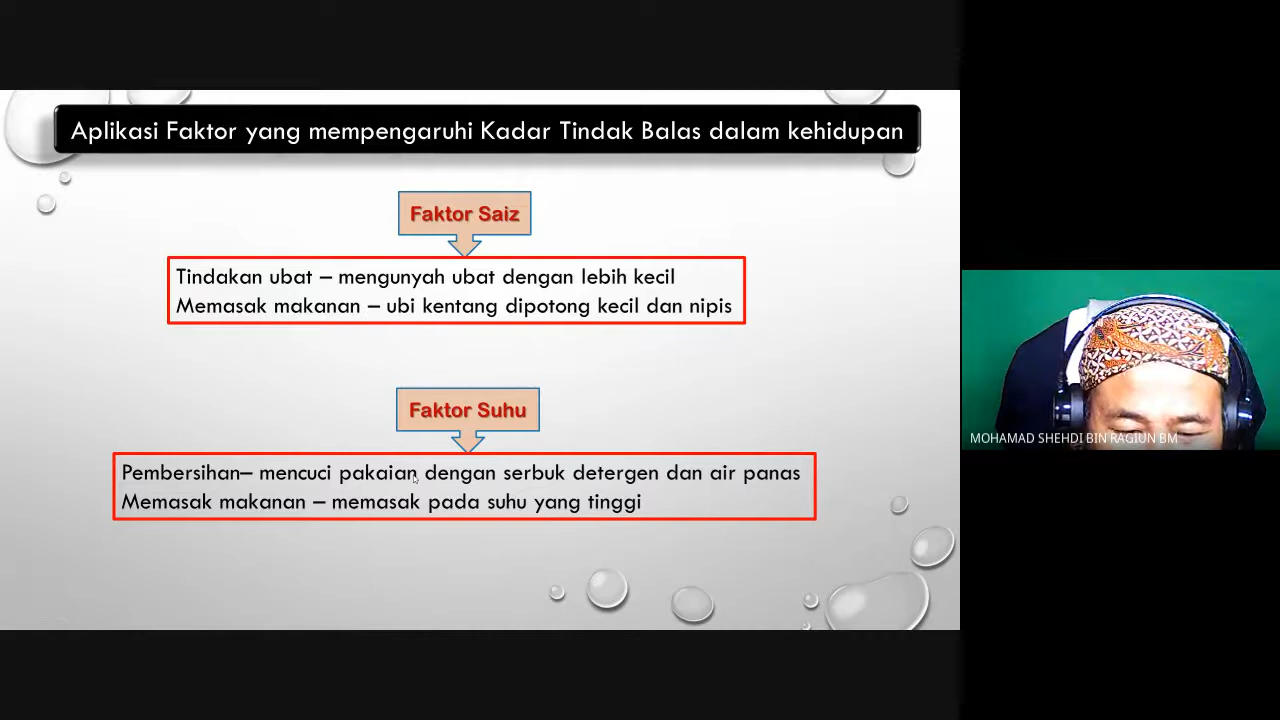 Aplikasi Faktor yang mempengaruhi Kadar Tindak Balas dalam kehidupan
Faktor Saiz
Tindakan ubat – mengunyah ubat dengan lebih kecil
Memasak makanan – ubi kentang dipotong kecil dan nipis
Faktor Suhu
Pembersihan– mencuci pakaian dengan serbuk detergen dan air panas
Memasak makanan – memasak pada suhu yang tinggi
MOHAMAD SHEHDI BIN RAGIUN BM